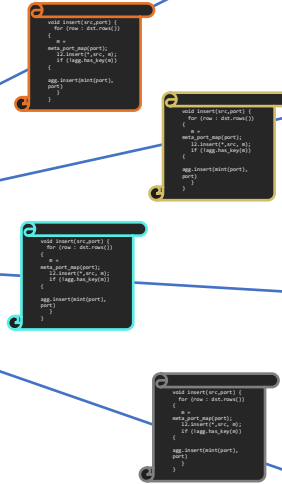 void insert(src,port) {
for (row : dst.rows())
{
m =
meta_port_map(port);
l2.insert(*,src, m);
if (!agg.has_key(m))
{
agg.insert(mint(port),
port)
}
}
void insert(src,port) {
for (row : dst.rows())
{
m =
meta_port_map(port);
l2.insert(*,src, m);
if (!agg.has_key(m))
{
agg.insert(mint(port),
port)
}
}
void insert(src,port) {
for (row : dst.rows())
{
m =
meta_port_map(port);
l2.insert(*,src, m);
if (!agg.has_key(m))
{
agg.insert(mint(port),
port)
}
}
void insert(src,port) {
for (row : dst.rows())
{
m =
meta_port_map(port);
l2.insert(*,src, m);
if (!agg.has_key(m))
{
agg.insert(mint(port),
port)
}
}